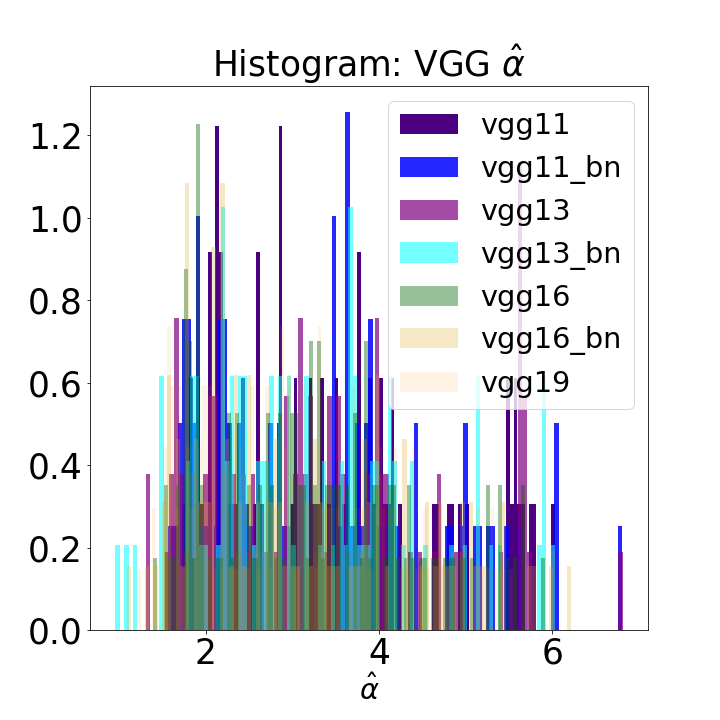 Histogram: VGG α̂
1.2
1.0
0.8
0.6
0.4
0.2
0.0
2 4 6
α̂
vgg11
vgg11_bn
vgg13
vgg13_bn
vgg16
vgg16_bn
vgg19